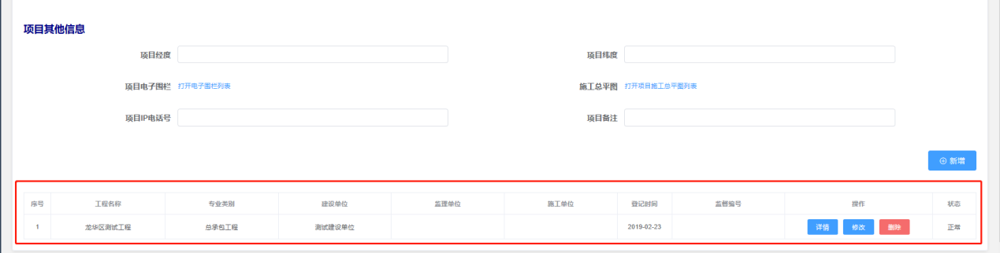 项目其他信息
项目经度 项目纬度
项目电子围栏 打开电子围栏列表 施工总平图 打开项目施工总平图列表
项目IP电话号 项目备注
新增
序号 工程名称 专业类别 建设单位 监理单位 施工单位 登记时间 监督编号 操作 状态
1 龙华区测试工程 总承包工程 测试建设单位 2019-02-23 详情 修改 删除 正常